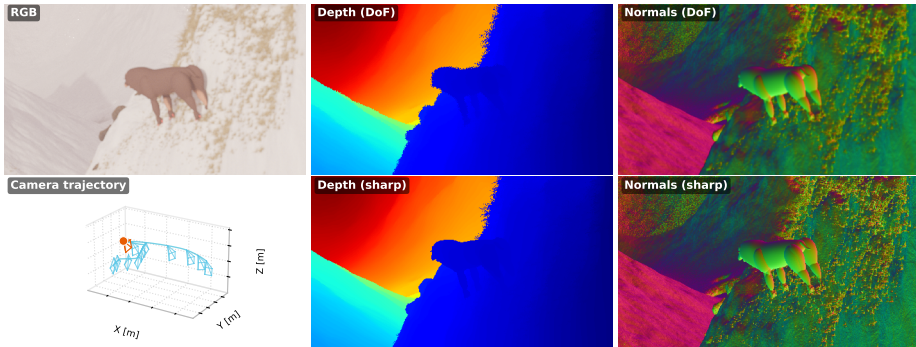 RGB
Depth (DoF)
Normals (DoF)
Camera trajectory
Z [m]
Y [m]
X [m]
Depth (sharp)
Normals (sharp)